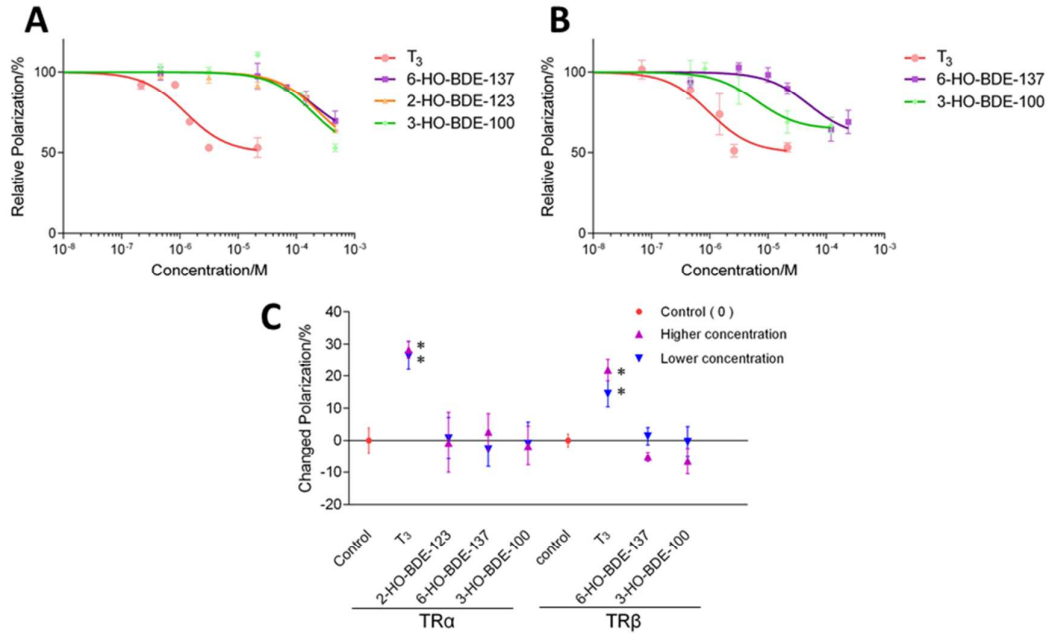 A
Relative Polarization/%
100
50
0
10-8
10-7
10-6
10-5
10-4
10-3
Concentration/M
T3
6-HO-BDE-137
2-HO-BDE-123
3-HO-BDE-100
B
Relative Polarization/%
100
50
0
10-8
10-7
10-6
10-5
10-4
10-3
Concentration/M
T3
6-HO-BDE-137
3-HO-BDE-100
C
Changed Polarization/%
40
30
20
10
0
-10
-20
Control ( 0 )
Higher concentration
Lower concentration
*
*
*
*
Control
T3
2-HO-BDE-123
6-HO-BDE-137
3-HO-BDE-100
control
T3
6-HO-BDE-137
3-HO-BDE-100
TRα
TRβ